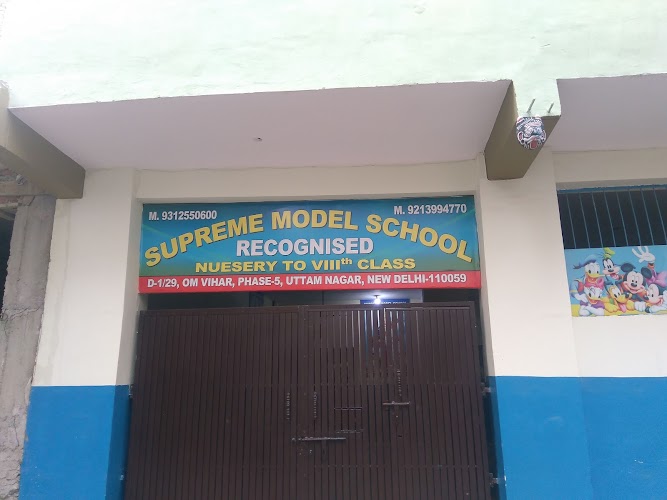 M. 9312550600 M. 9213994770
SUPREME MODEL SCHOOL
RECOGNISED
NUESERY TO VIIIth CLASS
D-1/29, OM VIHAR, PHASE-5, UTTAM NAGAR, NEW DELHI-110059